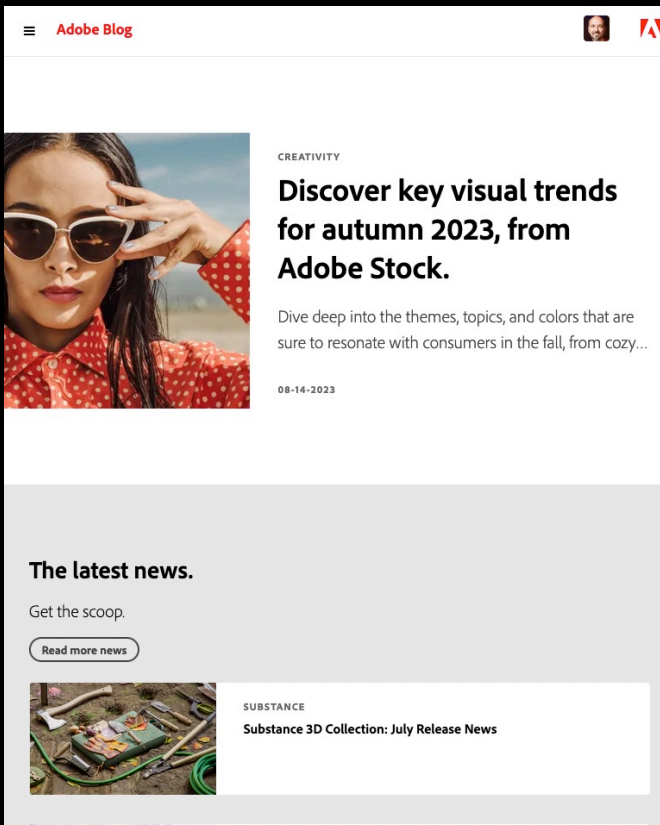 Adobe Blog
CREATIVITY
Discover key visual trends
for autumn 2023, from
Adobe Stock.
Dive deep into the themes, topics, and colors that are
sure to resonate with consumers in the fall, from cozy...
08-14-2023
The latest news.
Get the scoop.
Read more news
SUBSTANCE
Substance 3D Collection: July Release News